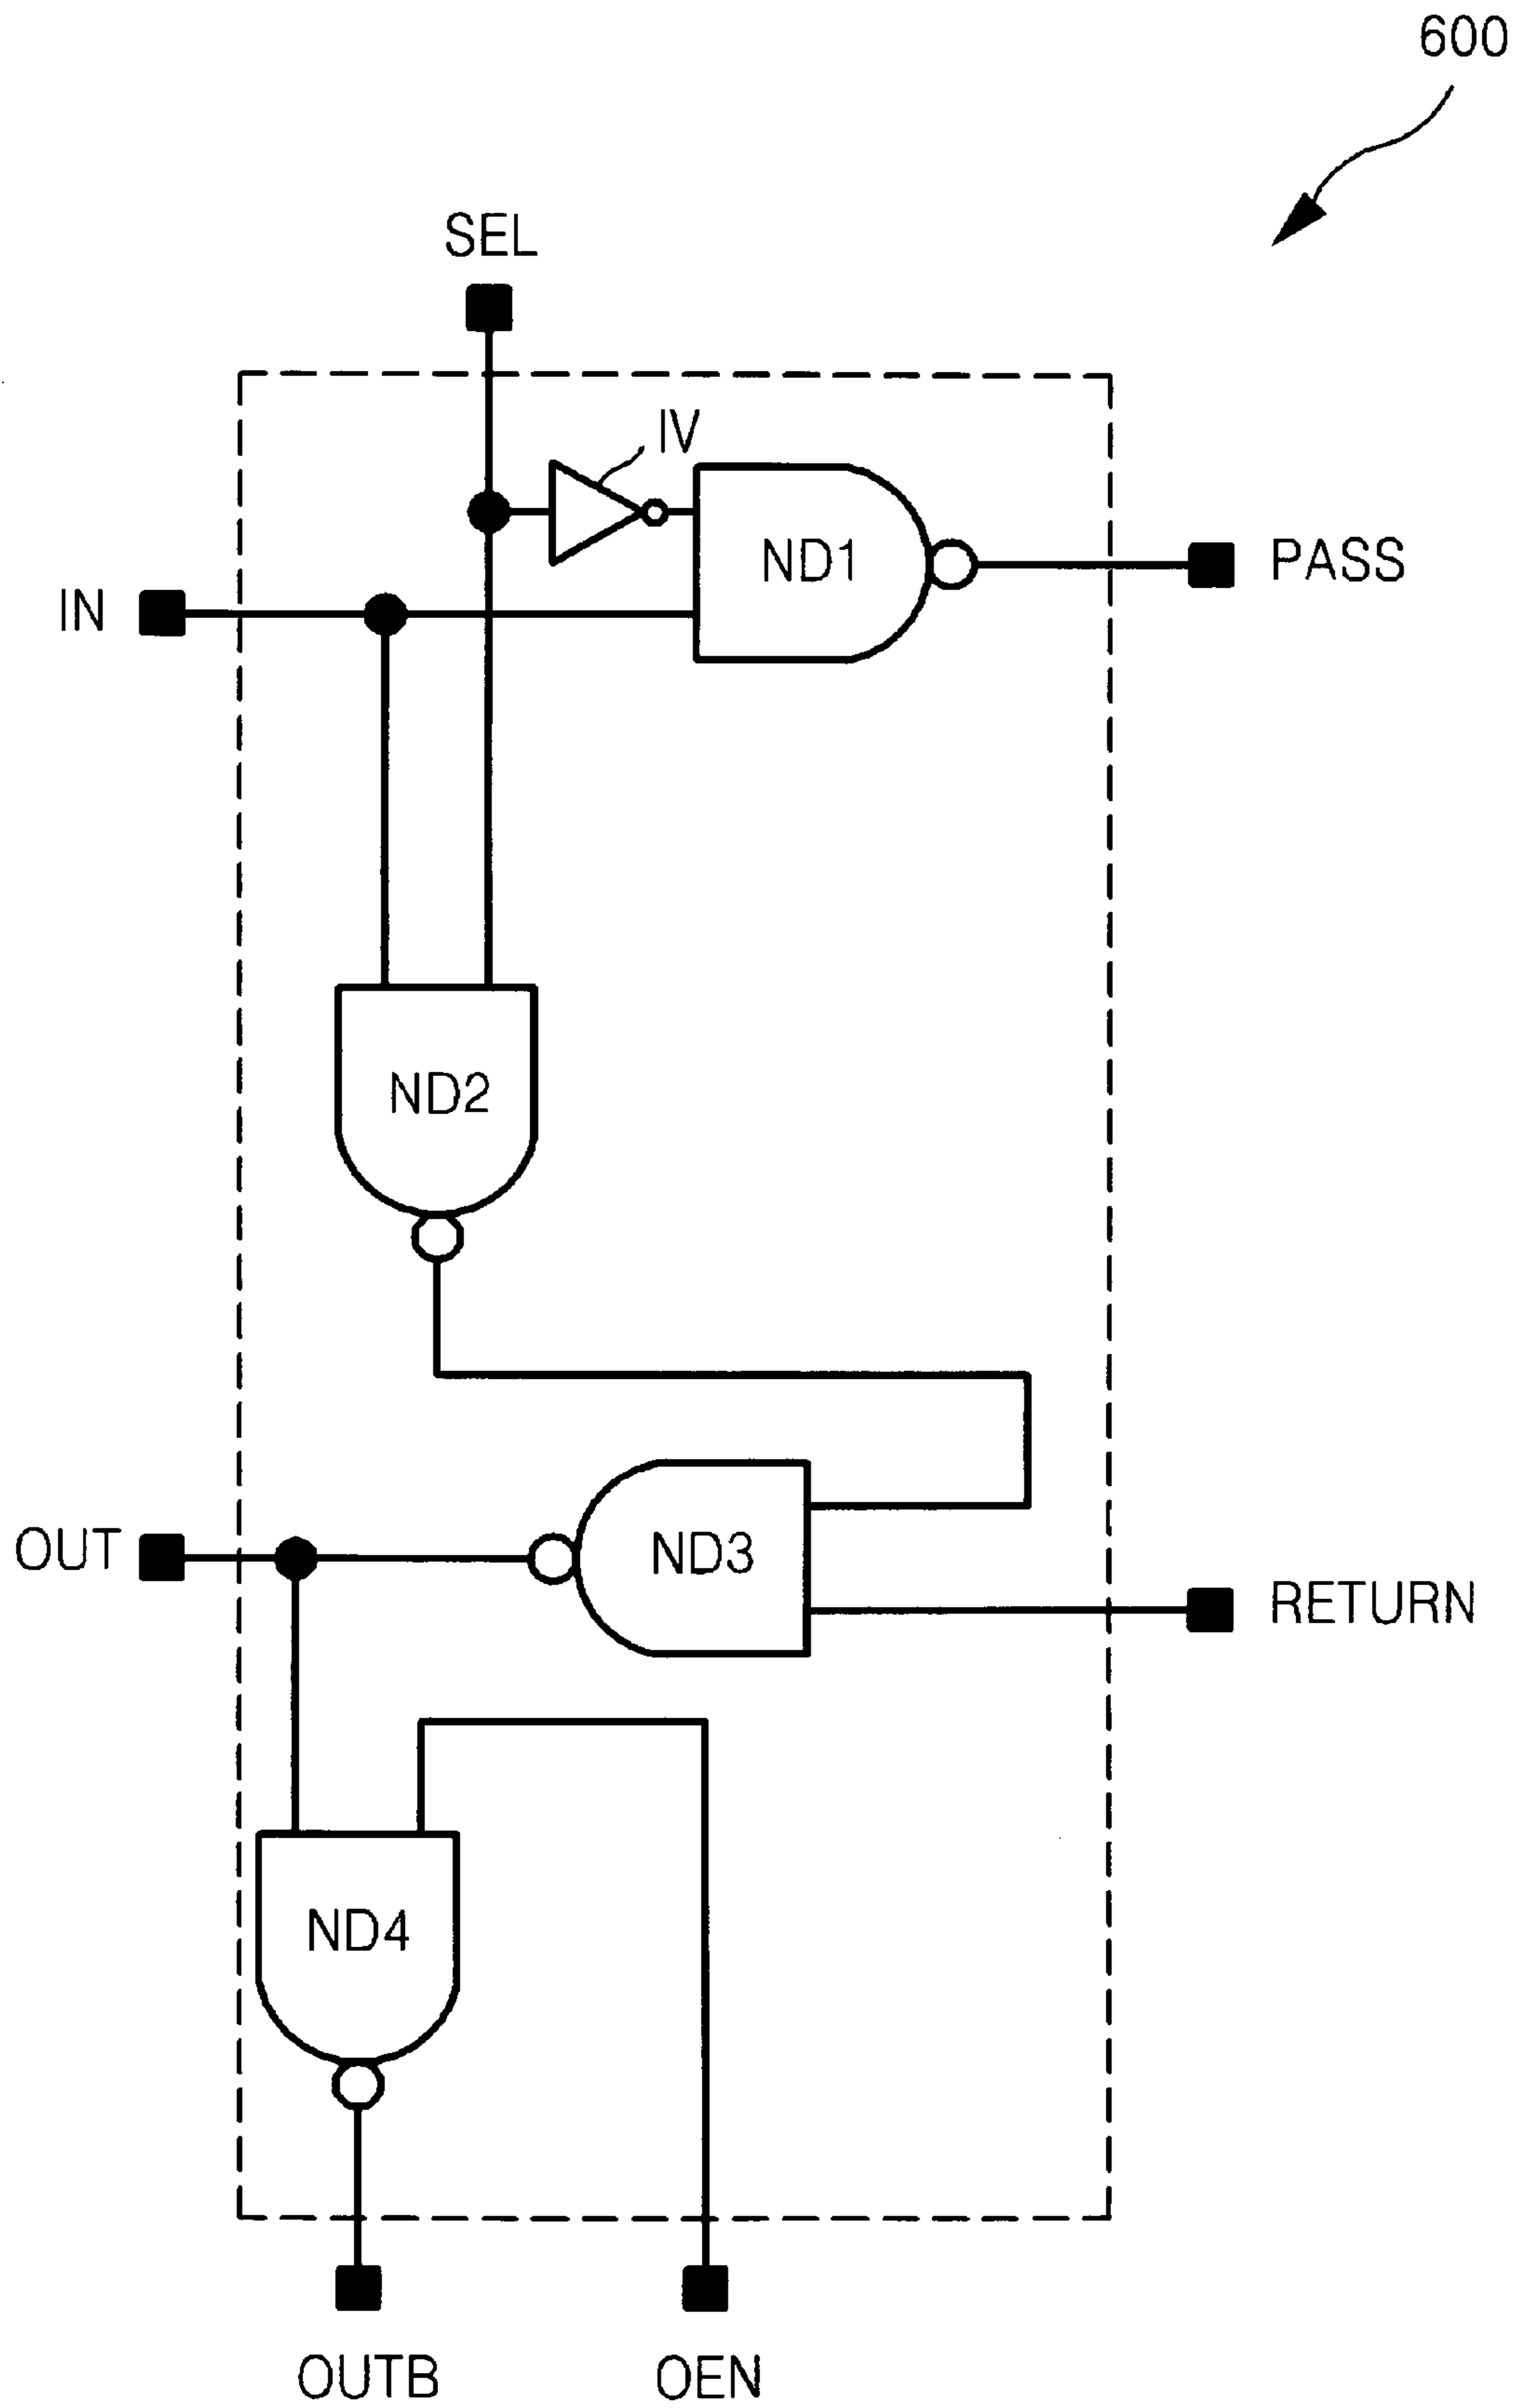 600
SEL
IV
ND1
PASS
IN
ND2
OUT
ND3
RETURN
ND4
OUTB
OEN